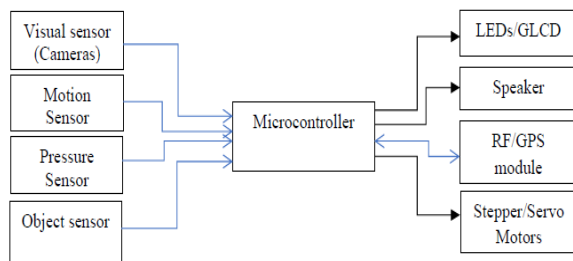 Visual sensor
(Cameras)
Motion
Sensor
Pressure
Sensor
Object sensor
Microcontroller
LEDs/GLCD
Speaker
RF/GPS
module
Stepper/Servo
Motors